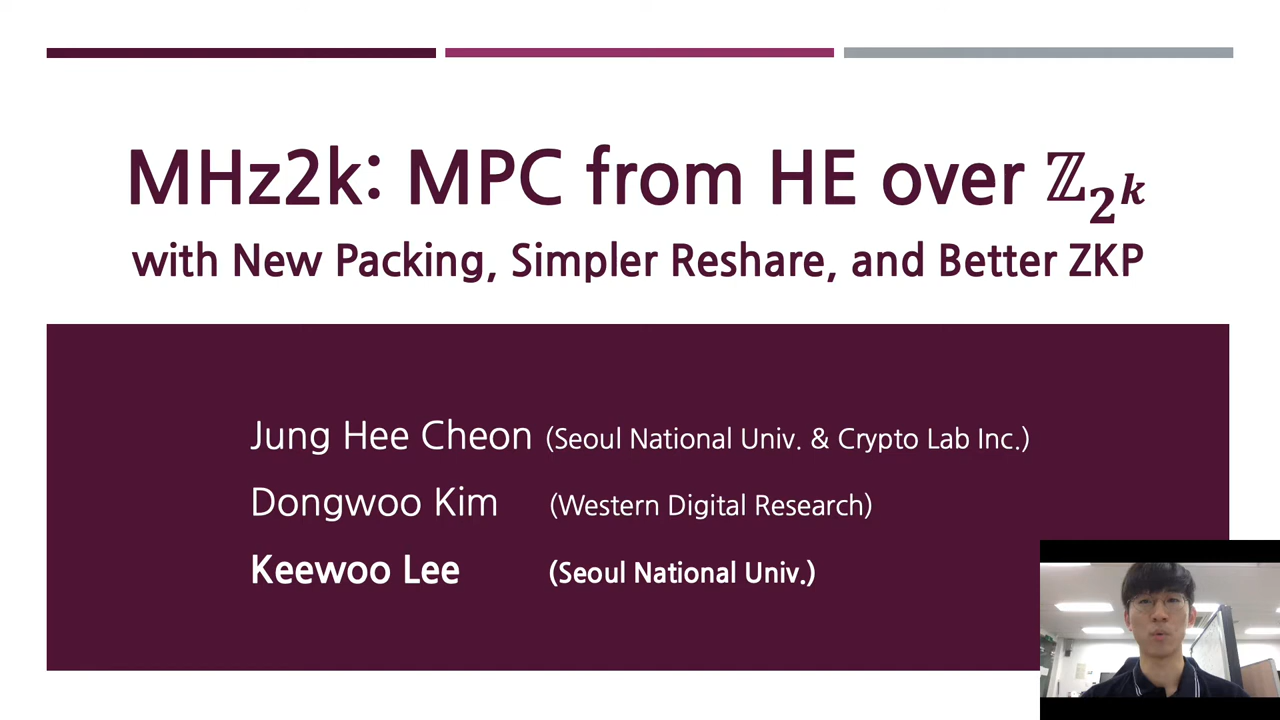 MHz2k: MPC from HE over ℤ₂ᵏ
with New Packing, Simpler Reshare, and Better ZKP
Jung Hee Cheon (Seoul National Univ. & Crypto Lab Inc.)
Dongwoo Kim (Western Digital Research)
Keewoo Lee (Seoul National Univ.)